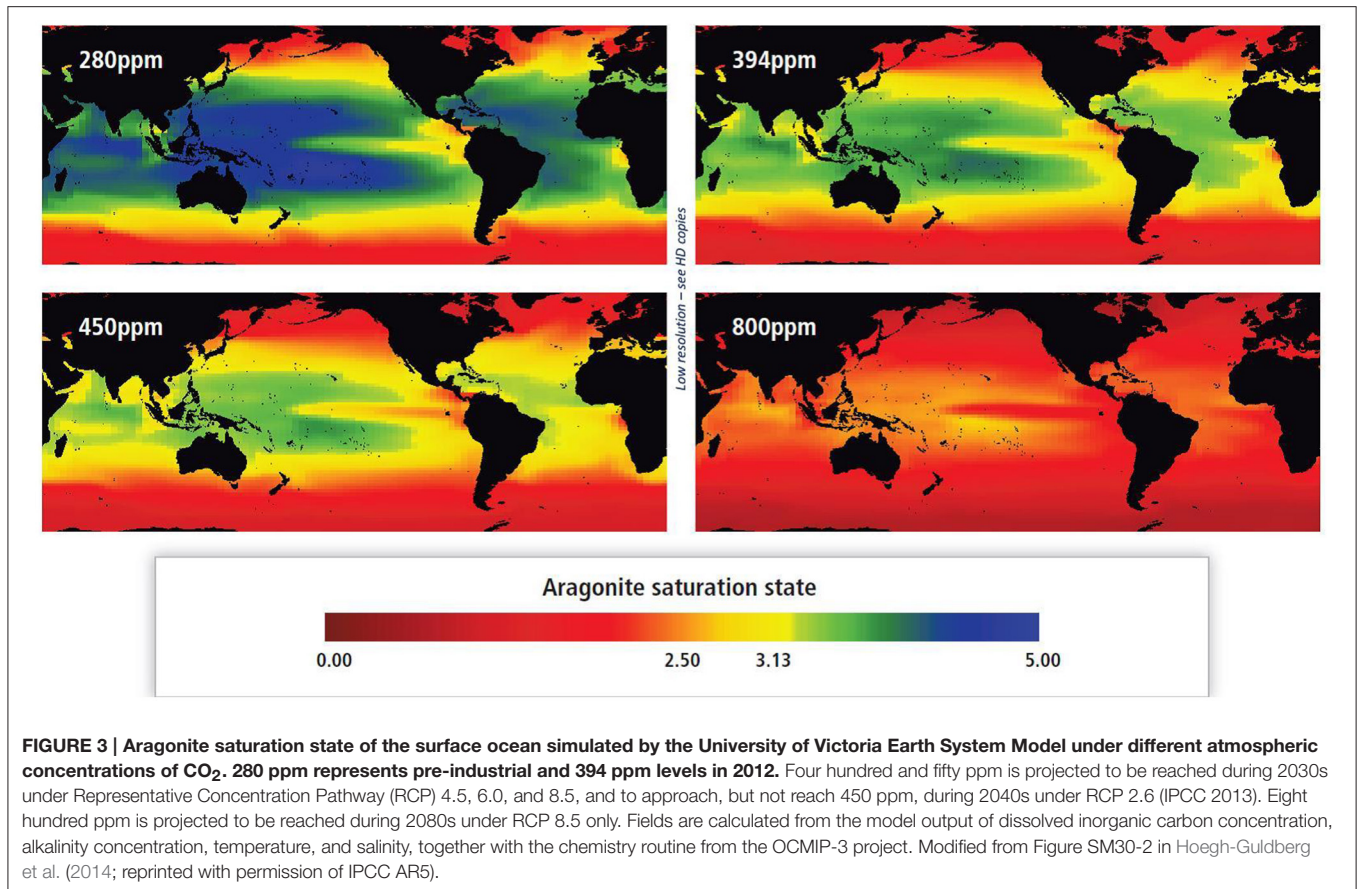 280ppm
394ppm
450ppm
800ppm
Low resolution – see HD copies
Aragonite saturation state
0.00
2.50
3.13
5.00
FIGURE 3 | Aragonite saturation state of the surface ocean simulated by the University of Victoria Earth System Model under different atmospheric
concentrations of CO2. 280 ppm represents pre-industrial and 394 ppm levels in 2012. Four hundred and fifty ppm is projected to be reached during 2030s
under Representative Concentration Pathway (RCP) 4.5, 6.0, and 8.5, and to approach, but not reach 450 ppm, during 2040s under RCP 2.6 (IPCC 2013). Eight
hundred ppm is projected to be reached during 2080s under RCP 8.5 only. Fields are calculated from the model output of dissolved inorganic carbon concentration,
alkalinity concentration, temperature, and salinity, together with the chemistry routine from the OCMIP-3 project. Modified from Figure SM30-2 in Hoegh-Guldberg
et al. (2014; reprinted with permission of IPCC AR5).